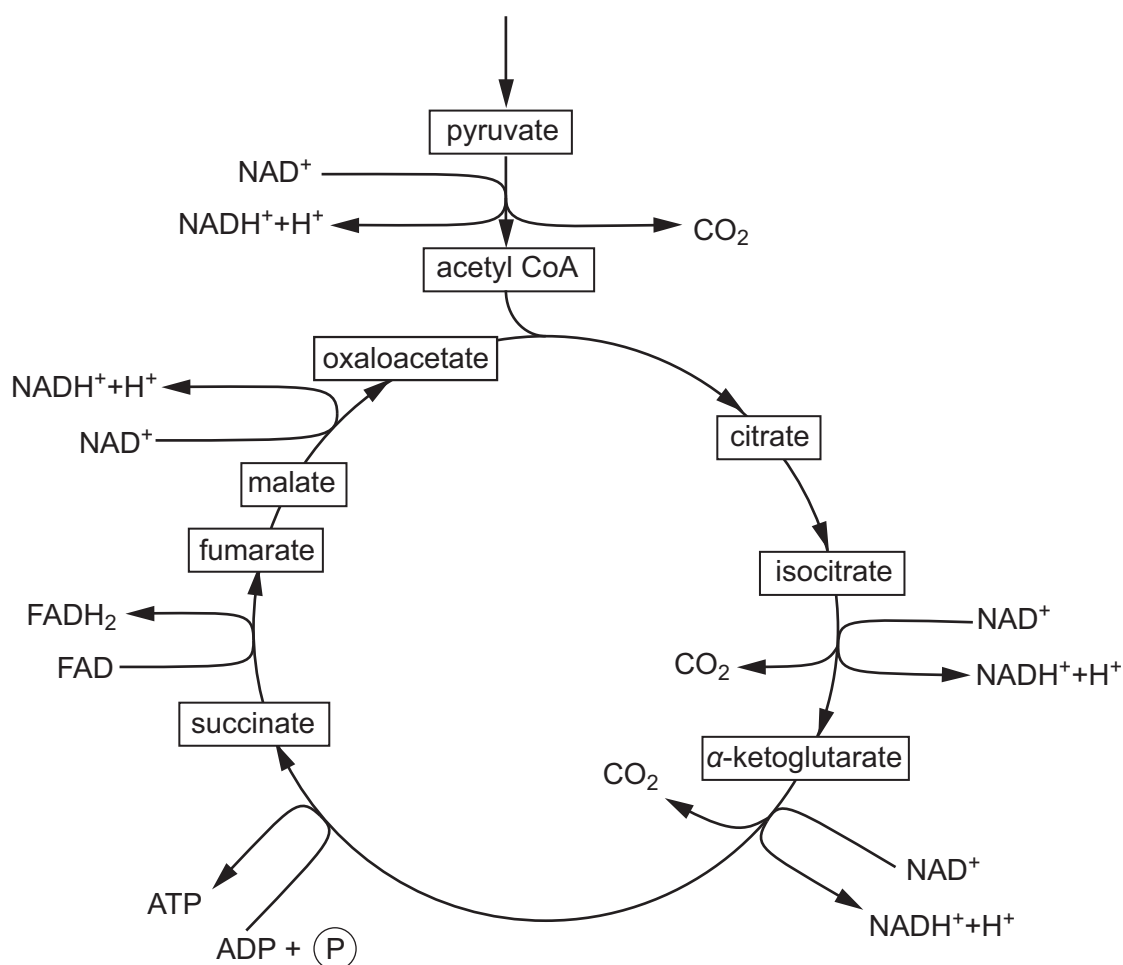 pyruvate
NAD⁺
NADH⁺+H⁺
CO₂
acetyl CoA
oxaloacetate
NADH⁺+H⁺
NAD⁺
citrate
malate
fumarate
isocitrate
FADH₂
FAD
NAD⁺
CO₂
NADH⁺+H⁺
succinate
α-ketoglutarate
CO₂
NAD⁺
ATP
NADH⁺+H⁺
ADP + P